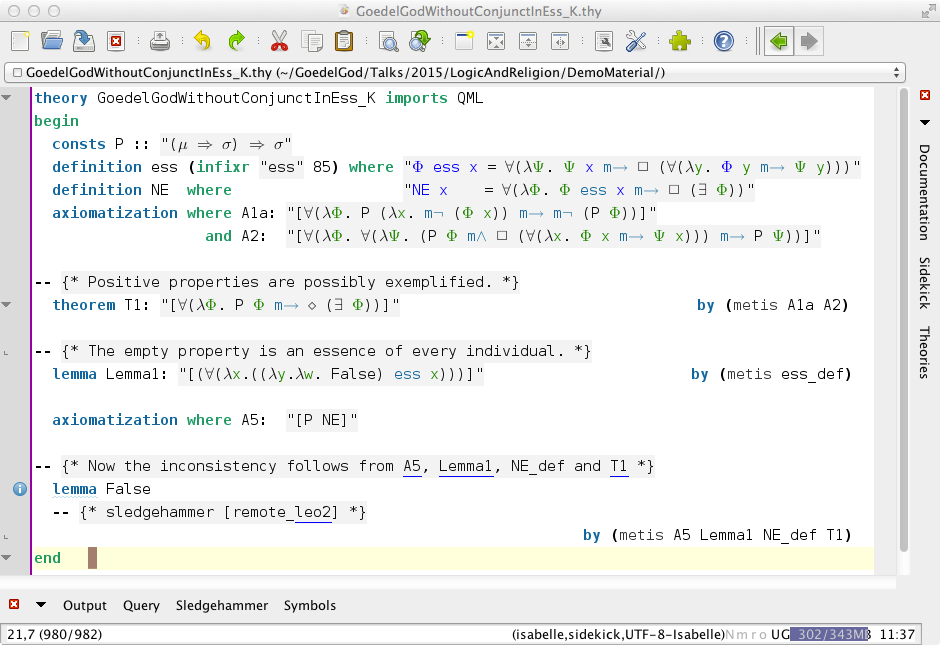 GoedelGodWithoutConjunctInEss_K.thy
GoedelGodWithoutConjunctInEss_K.thy (~/GoedelGod/Talks/2015/LogicAndReligion/DemoMaterial/)
theory GoedelGodWithoutConjunctInEss_K imports QML
begin
consts P :: "(μ ⇒ σ) ⇒ σ"
definition ess (infixr "ess" 85) where "Φ ess x = ∀(λΨ. Ψ x m→ □ (∀(λy. Φ y m→ Ψ y)))"
definition NE where "NE x = ∀(λΦ. Φ ess x m→ □ (∃ Φ))"
axiomatization where A1a: "[∀(λΦ. P (λx. m¬ (Φ x)) m→ m¬ (P Φ))]"
and A2: "[∀(λΦ. ∀(λΨ. (P Φ m∧ □ (∀(λx. Φ x m→ Ψ x))) m→ P Ψ))]"
-- {* Positive properties are possibly exemplified. *}
theorem T1: "[∀(λΦ. P Φ m→ ⋄ (∃ Φ))]" by (metis A1a A2)
-- {* The empty property is an essence of every individual. *}
lemma Lemma1: "[(∀(λx.((λy.λw. False) ess x)))]" by (metis ess_def)
axiomatization where A5: "[P NE]"
-- {* Now the inconsistency follows from A5, Lemma1, NE_def and T1 *}
lemma False
-- {* sledgehammer [remote_leo2] *}
by (metis A5 Lemma1 NE_def T1)
end
Documentation
Sidekick
Theories
Output Query Sledgehammer Symbols
21,7 (980/982) (isabelle,sidekick,UTF-8-Isabelle)N m r o UG 302/343MB 11:37